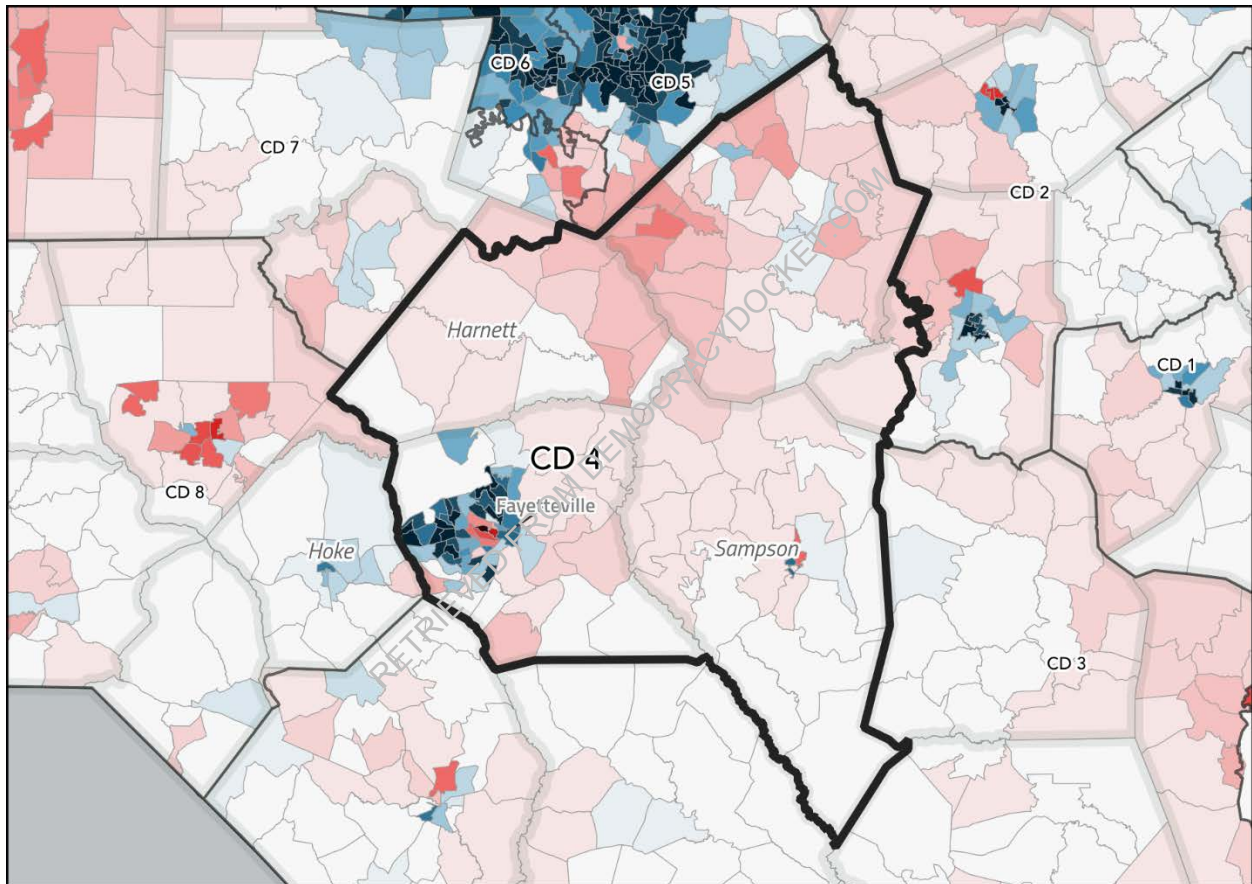 CD 6
CD 5
CD 7
CD 2
Harnett
CD 1
CD 4
CD 8
Fayetteville
Hoke
Sampson
CD 3
RETRIEVED FROM DEMOCRACYDOCKET.COM